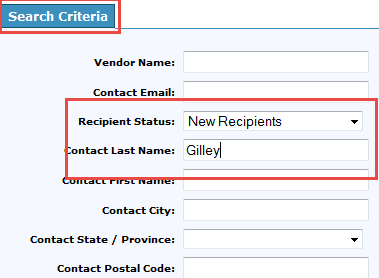 Search Criteria
Vendor Name:
Contact Email:
Recipient Status: New Recipients
Contact Last Name: Gilley
Contact First Name:
Contact City:
Contact State / Province:
Contact Postal Code: